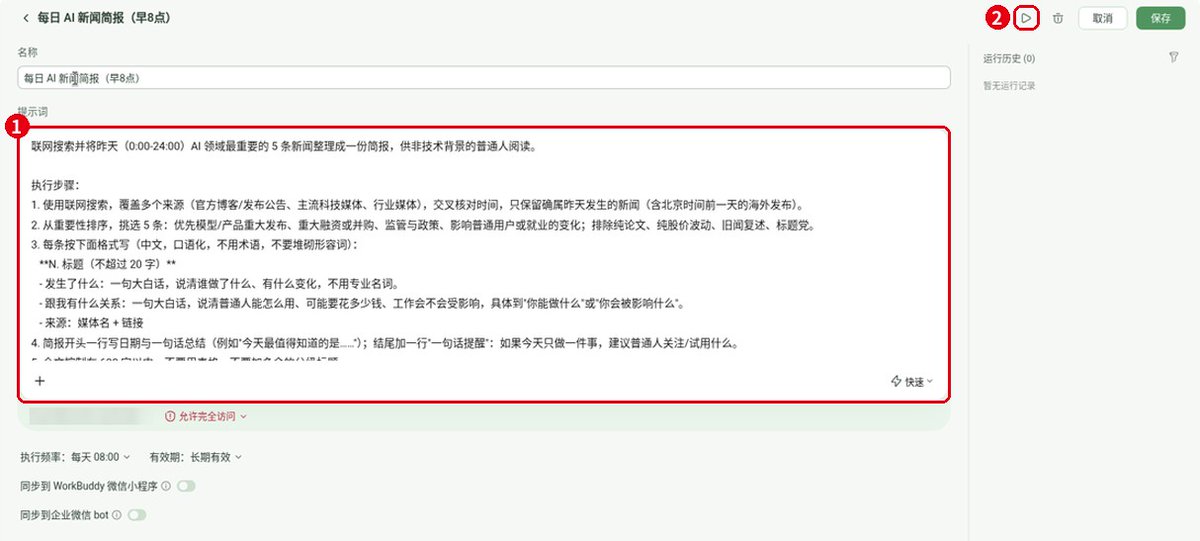 每日 AI 新闻简报（早8点）
2
取消
保存
名称
每日 AI 新闻简报（早8点）
运行历史 (0)
暂无运行记录
提示词
1
联网搜索并将昨天（0:00-24:00）AI 领域最重要的 5 条新闻整理成一份简报，供非技术背景的普通人阅读。
执行步骤：
1. 使用联网搜索，覆盖多个来源（官方博客/发布公告、主流科技媒体、行业媒体），交叉核对时间，只保留确属昨天发生的新闻（含北京时间前一天的海外发布）。
2. 从重要性排序，挑选 5 条：优先模型/产品重大发布、重大融资或并购、监管与政策、影响普通用户或就业的变化；排除纯论文、纯股价波动、旧闻复述、标题党。
3. 每条按下面格式写（中文，口语化，不用术语，不要堆砌形容词）：
**N. 标题（不超过 20 字）**
- 发生了什么：一句大白话，说清谁做了什么、有什么变化，不用专业名词。
- 跟我有什么关系：一句大白话，说清普通人能怎么用、可能要花多少钱、工作会不会受影响，具体到"你能做什么"或"你会被影响什么"。
- 来源：媒体名 + 链接
4. 简报开头一行写日期与一句话总结（例如"今天最值得知道的是……"）；结尾加一行"一句话提醒"：如果今天只做一件事，建议普通人关注/试用什么。
快速
允许完全访问
执行频率：每天 08:00
有效期：长期有效
同步到 WorkBuddy 微信小程序
同步到企业微信 bot